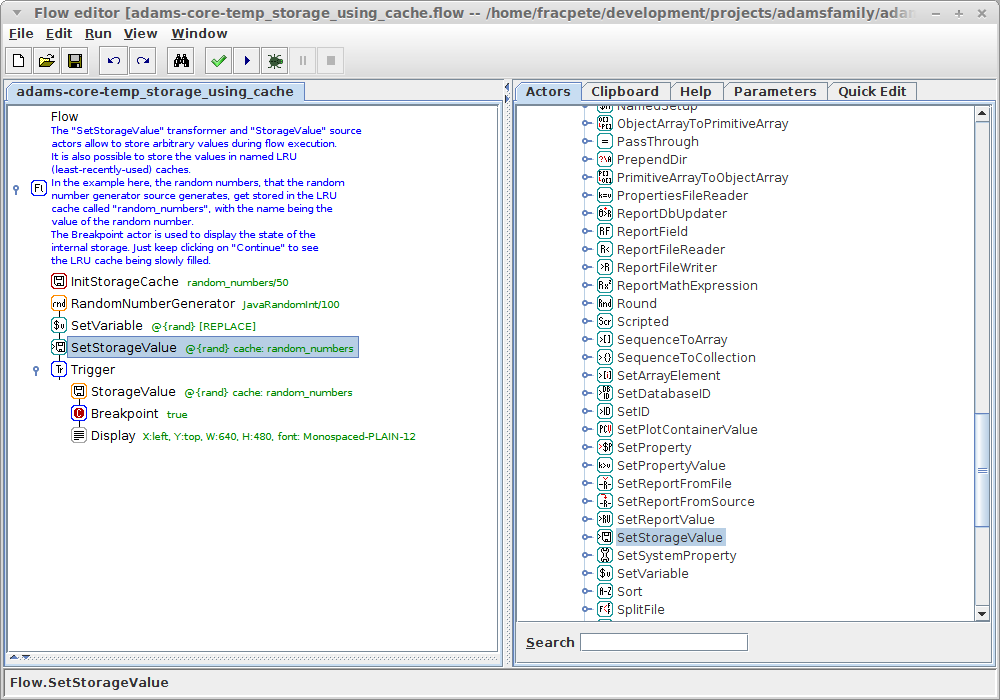 Flow editor [adams-core-temp_storage_using_cache.flow -- /home/fracpete/development/projects/adamsfamily/adam
File Edit Run View Window
adams-core-temp_storage_using_cache
Flow
The "SetStorageValue" transformer and "StorageValue" source
actors allow to store arbitrary values during flow execution.
It is also possible to store the values in named LRU
(least-recently-used) caches.
In the example here, the random numbers, that the random
number generator source generates, get stored in the LRU
cache called "random_numbers", with the name being the
value of the random number.
The Breakpoint actor is used to display the state of the
internal storage. Just keep clicking on "Continue" to see
the LRU cache being slowly filled.
InitStorageCache random_numbers/50
RandomNumberGenerator JavaRandomInt/100
SetVariable @{rand} [REPLACE]
SetStorageValue @{rand} cache: random_numbers
Trigger
StorageValue @{rand} cache: random_numbers
Breakpoint true
Display X:left, Y:top, W:640, H:480, font: Monospaced-PLAIN-12
Actors Clipboard Help Parameters Quick Edit
NamedSetup
ObjectArrayToPrimitiveArray
PassThrough
PrependDir
PrimitiveArrayToObjectArray
PropertiesFileReader
ReportDbUpdater
ReportField
ReportFileReader
ReportFileWriter
ReportMathExpression
Round
Scripted
SequenceToArray
SequenceToCollection
SetArrayElement
SetDatabaseID
SetID
SetPlotContainerValue
SetProperty
SetPropertyValue
SetReportFromFile
SetReportFromSource
SetReportValue
SetStorageValue
SetSystemProperty
SetVariable
Sort
SplitFile
Search
Flow.SetStorageValue